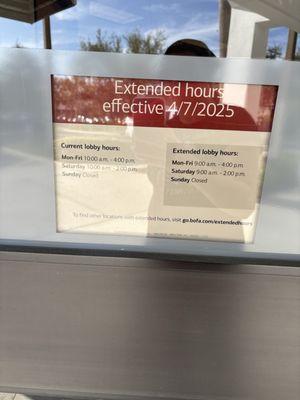 Extended hours
effective 4/7/2025
Current lobby hours:
Mon-Fri 10:00 a.m. - 4:00 p.m.
Saturday 10:00 a.m. - 2:00 p.m.
Sunday Closed
Extended lobby hours:
Mon-Fri 9:00 a.m. - 4:00 p.m.
Saturday 9:00 a.m. - 2:00 p.m.
Sunday Closed
To find other locations with extended hours, visit go.bofa.com/extendedhours